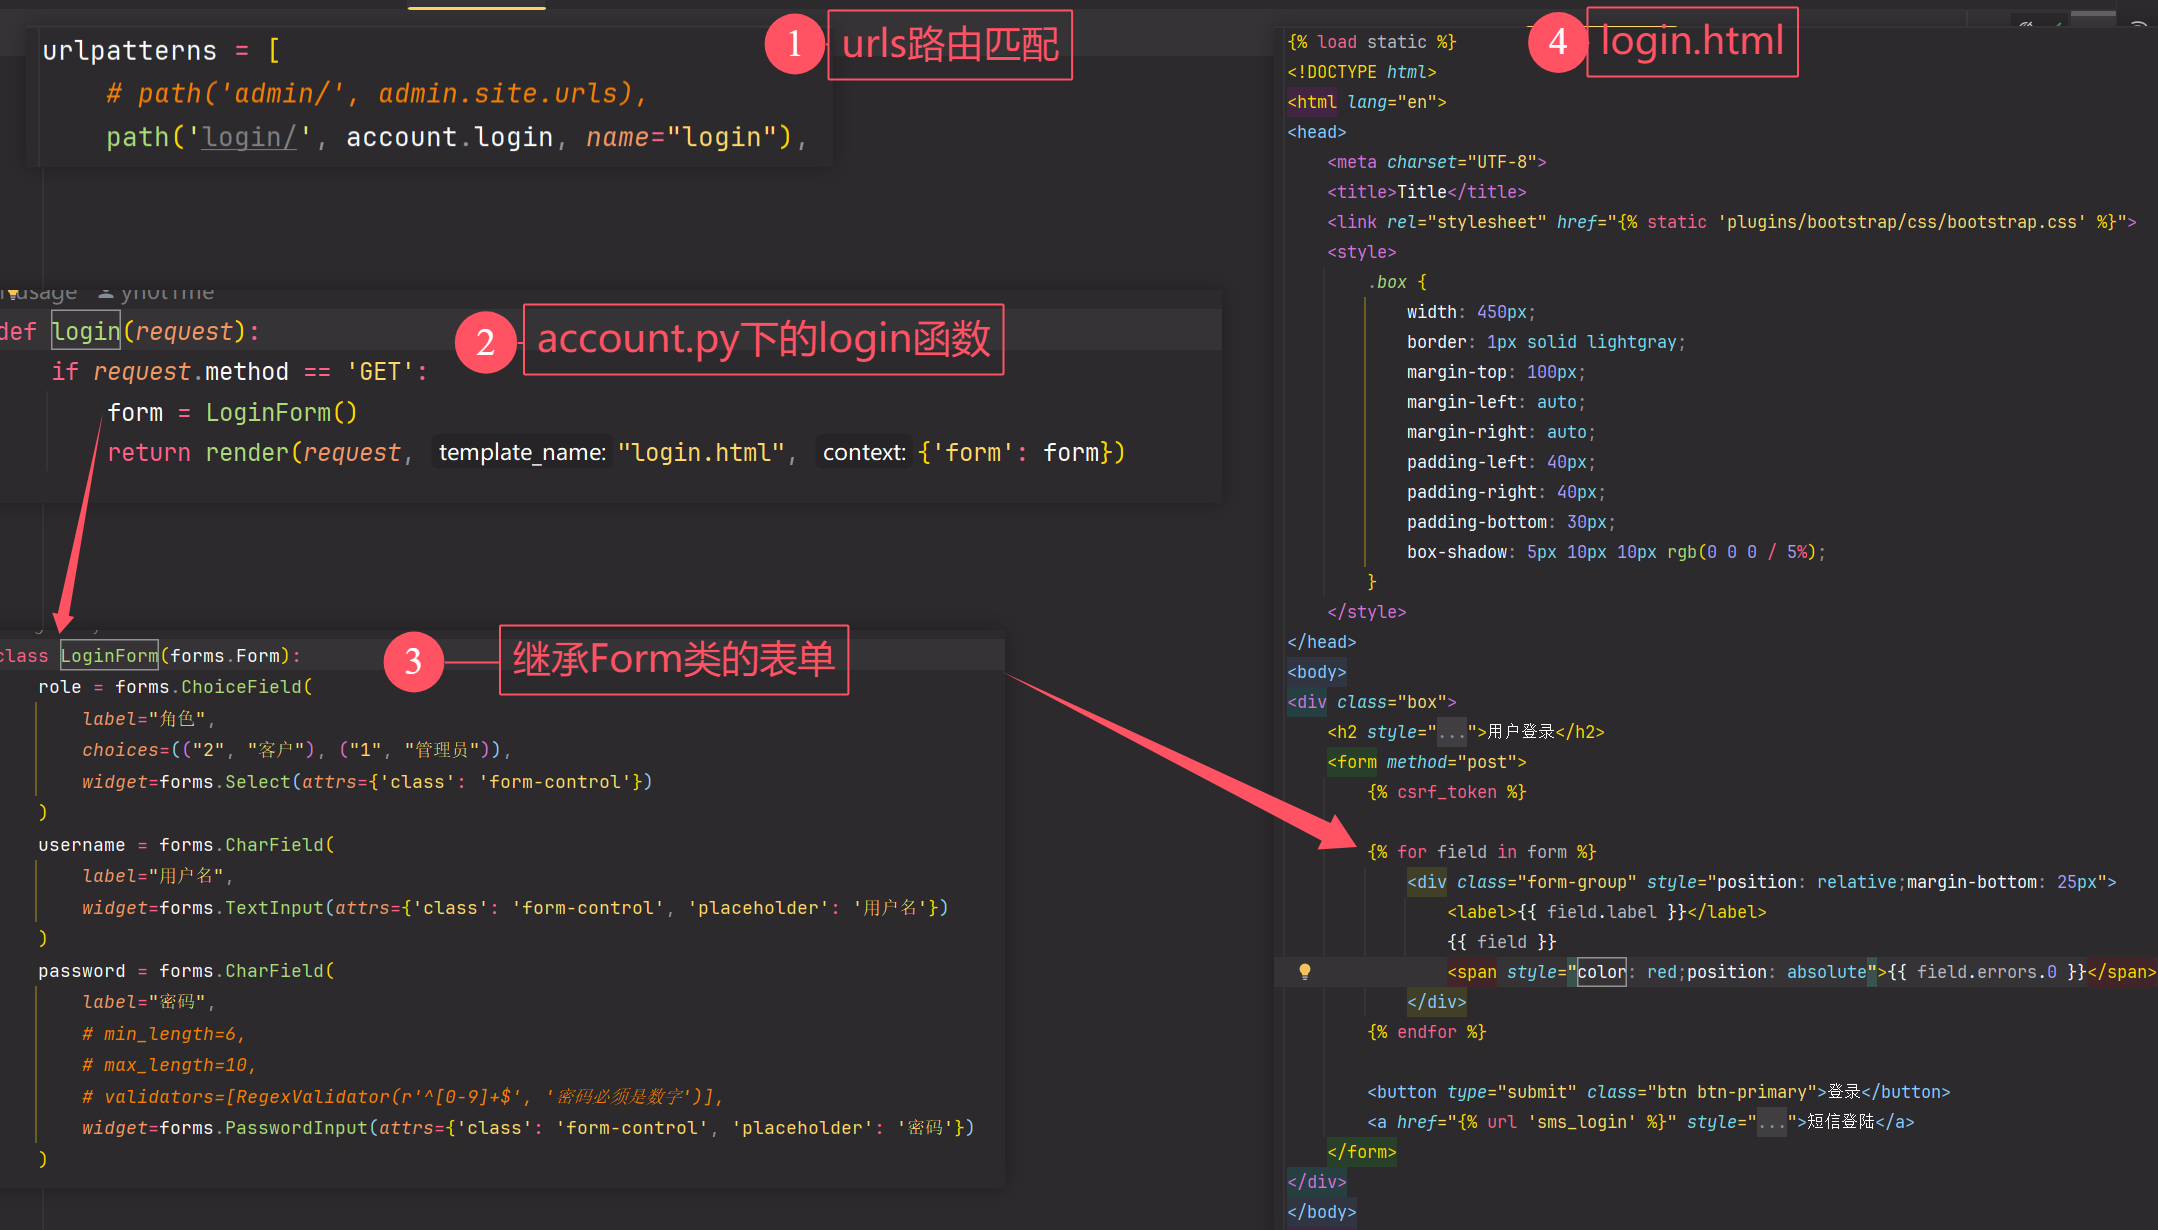 urlpatterns = [
# path('admin/', admin.site.urls),
path('login/', account.login, name="login"),
1 urls路由匹配
usage yh01fme
def login(request):
if request.method == 'GET':
form = LoginForm()
return render(request, template_name: "login.html", context: {'form': form})
2 account.py下的login函数
class LoginForm(forms.Form):
role = forms.ChoiceField(
label="角色",
choices=(("2", "客户"), ("1", "管理员")),
widget=forms.Select(attrs={'class': 'form-control'})
)
username = forms.CharField(
label="用户名",
widget=forms.TextInput(attrs={'class': 'form-control', 'placeholder': '用户名'})
)
password = forms.CharField(
label="密码",
# min_length=6,
# max_length=10,
# validators=[RegexValidator(r'^[0-9]+$', '密码必须是数字')],
widget=forms.PasswordInput(attrs={'class': 'form-control', 'placeholder': '密码'})
)
3 继承Form类的表单
4 login.html
{% load static %}
<!DOCTYPE html>
<html lang="en">
<head>
<meta charset="UTF-8">
<title>Title</title>
<link rel="stylesheet" href="{% static 'plugins/bootstrap/css/bootstrap.css' %}">
<style>
.box {
width: 450px;
border: 1px solid lightgray;
margin-top: 100px;
margin-left: auto;
margin-right: auto;
padding-left: 40px;
padding-right: 40px;
padding-bottom: 30px;
box-shadow: 5px 10px 10px rgb(0 0 0 / 5%);
}
</style>
</head>
<body>
<div class="box">
<h2 style="...">用户登录</h2>
<form method="post">
{% csrf_token %}
{% for field in form %}
<div class="form-group" style="position: relative;margin-bottom: 25px">
<label>{{ field.label }}</label>
{{ field }}
<span style="color: red;position: absolute">{{ field.errors.0 }}</span>
</div>
{% endfor %}
<button type="submit" class="btn btn-primary">登录</button>
<a href="{% url 'sms_login' %}" style="...">短信登陆</a>
</form>
</div>
</body>